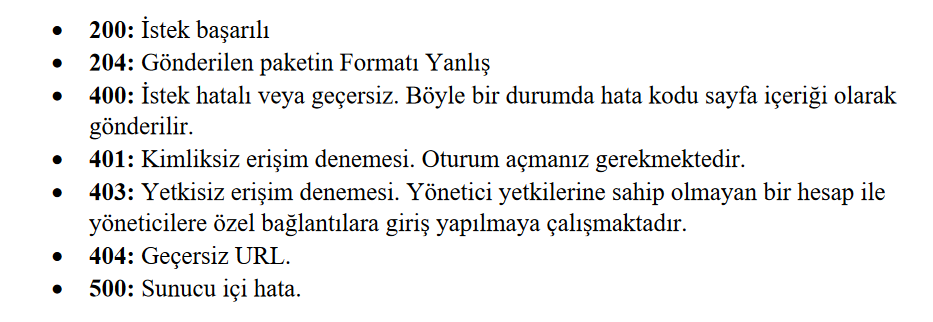 • 200: İstek başarılı
• 204: Gönderilen paketin Formatı Yanlış
• 400: İstek hatalı veya geçersiz. Böyle bir durumda hata kodu sayfa içeriği olarak
gönderilir.
• 401: Kimliksiz erişim denemesi. Oturum açmanız gerekmektedir.
• 403: Yetkisiz erişim denemesi. Yönetici yetkilerine sahip olmayan bir hesap ile
yöneticilere özel bağlantılara giriş yapılmaya çalışmaktadır.
• 404: Geçersiz URL.
• 500: Sunucu içi hata.